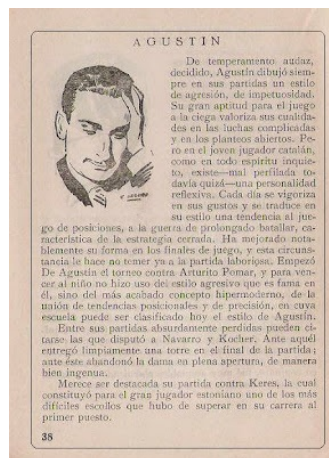 AGUSTIN
De temperamento audaz,
decidido, Agustín dibujó siem-
pre en sus partidas un estilo
de agresión, de impetuosidad.
Su gran aptitud para el juego
a la ciega valoriza sus cualida-
des en las luchas complicadas
y en los planteos abiertos. Pe-
ro en el joven jugador catalán,
como en todo espíritu inquie-
to, existe—mal perfilada to-
davía quizá—una personalidad
reflexiva. Cada día se vigoriza
en sus gustos y se traduce en
su estilo una tendencia al jue-
go de posiciones, a la guerra de prolongado batallar, ca-
racterística de la estrategia cerrada. Ha mejorado nota-
blemente su forma en los finales de juego, y esta circuns-
tancia le hace no temer ya a la partida laboriosa. Empezó
De Agustín el torneo contra Arturito Pomar, y para ven-
cer al niño no hizo uso del estilo agresivo que es fama en
él, sino del más acabado concepto hipermoderno, de la
unión de tendencias posicionales y de precisión, en cuva
escuela puede ser clasificado hoy el estilo de Agustín.
Entre sus partidas absurdamente perdidas pueden ci-
tarse las que disputó a Navarro y Kocher. Ante aquél
entregó limpiamente una torre en el final de la partida;
ante éste abandonó la dama en plena apertura, de manera
bien ingenua.
Merece ser destacada su partida contra Keres, la cual
constituyó para el gran jugador estoniano uno de los más
difíciles escollos que hubo de superar en su carrera al
primer puesto.
38